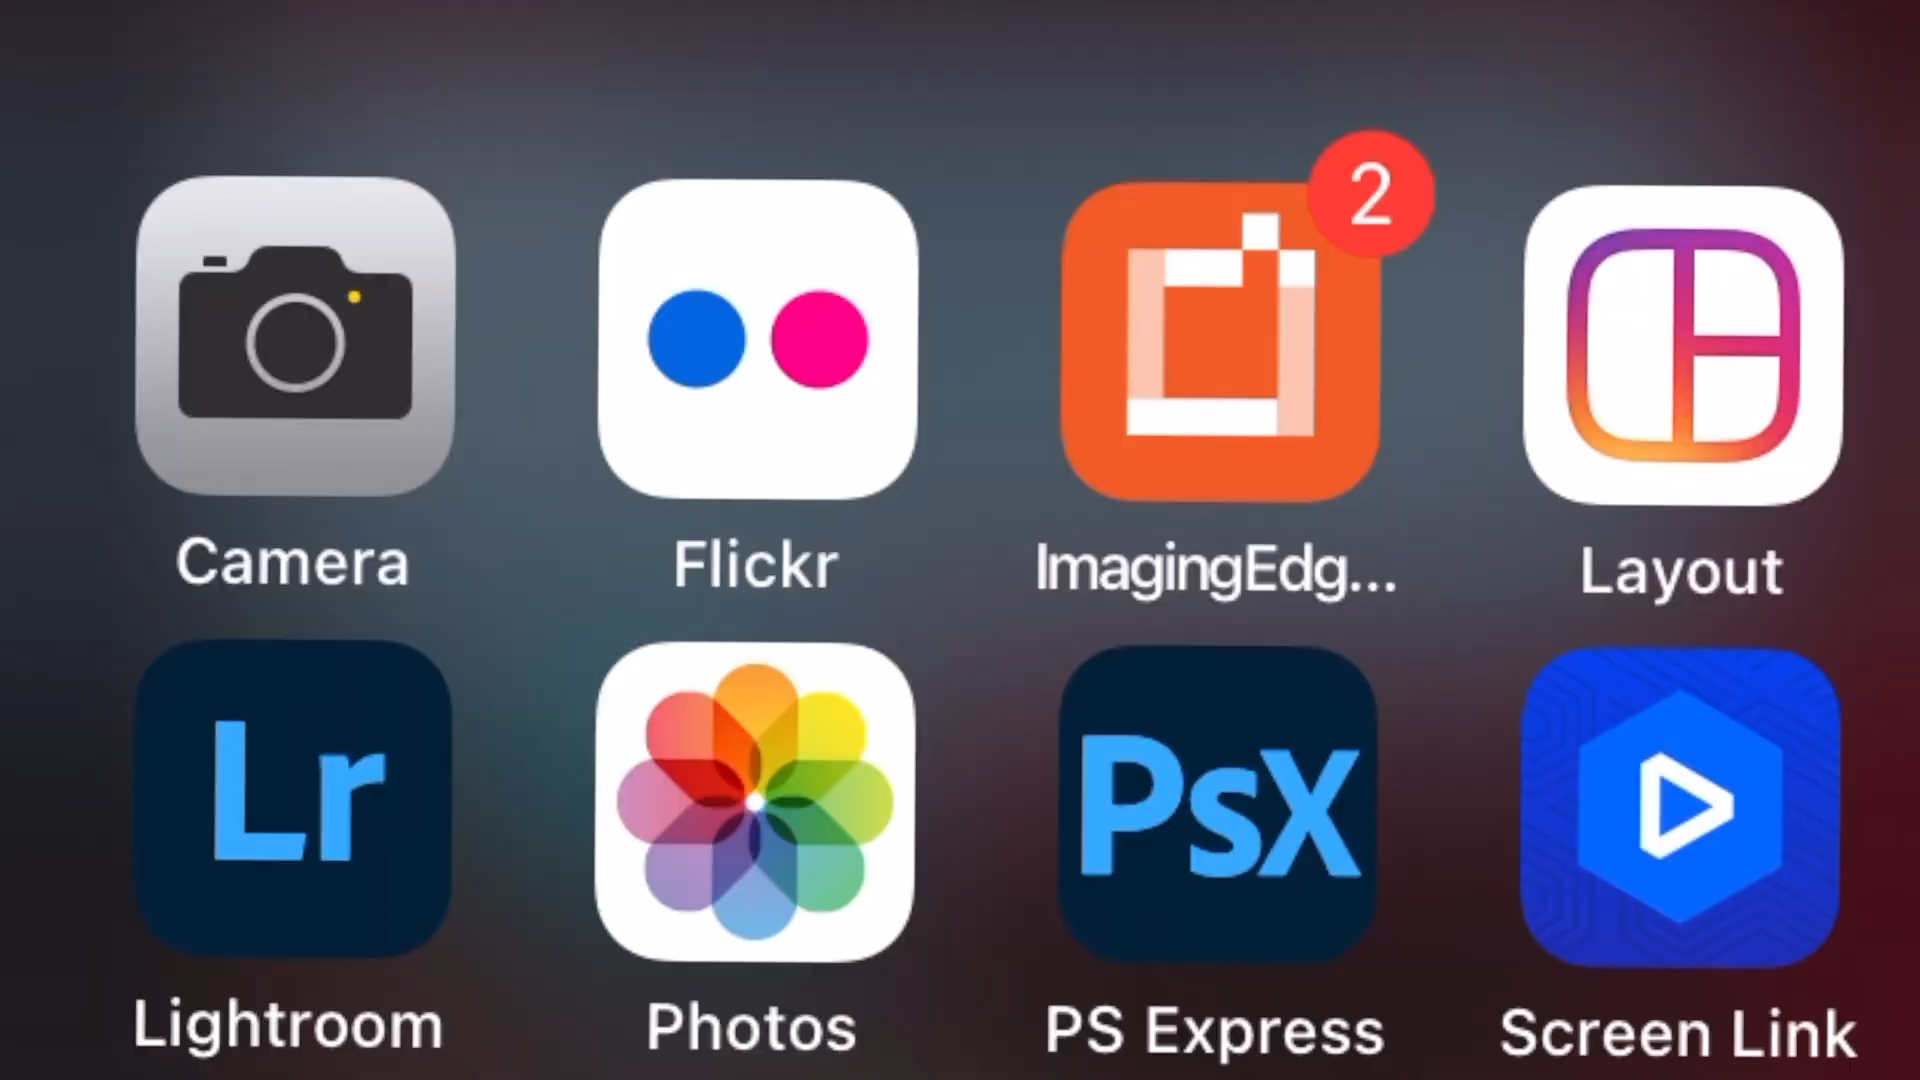 2
Camera
Flickr
ImagingEdg...
Layout
Lr
PsX
Lightroom
Photos
PS Express
Screen Link